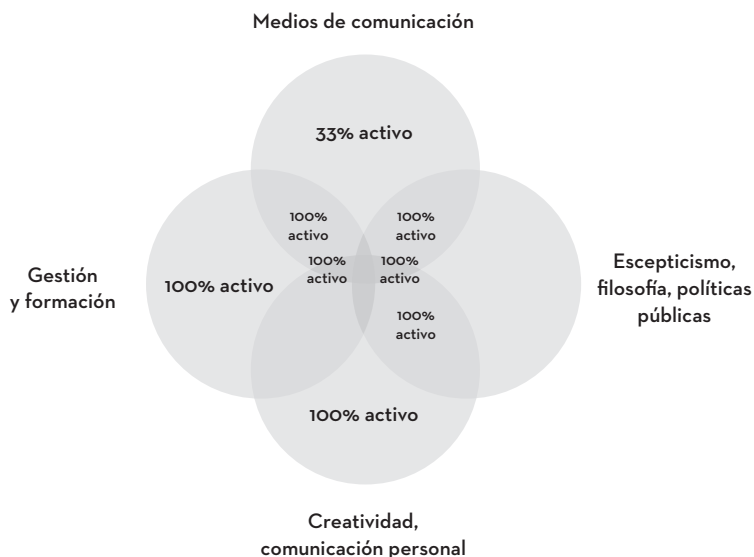 Medios de comunicación
33% activo
100%
activo
100%
activo
100%
activo
100%
activo
Gestión
y formación
100% activo
Escepticismo,
filosofía, políticas
públicas
100%
activo
100% activo
Creatividad,
comunicación personal